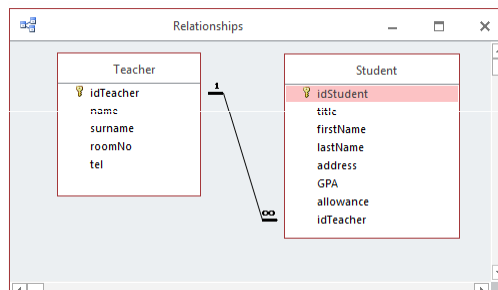 Relationships
Teacher
idTeacher
name
surname
roomNo
tel
1
∞
Student
idStudent
title
firstName
lastName
address
GPA
allowance
idTeacher